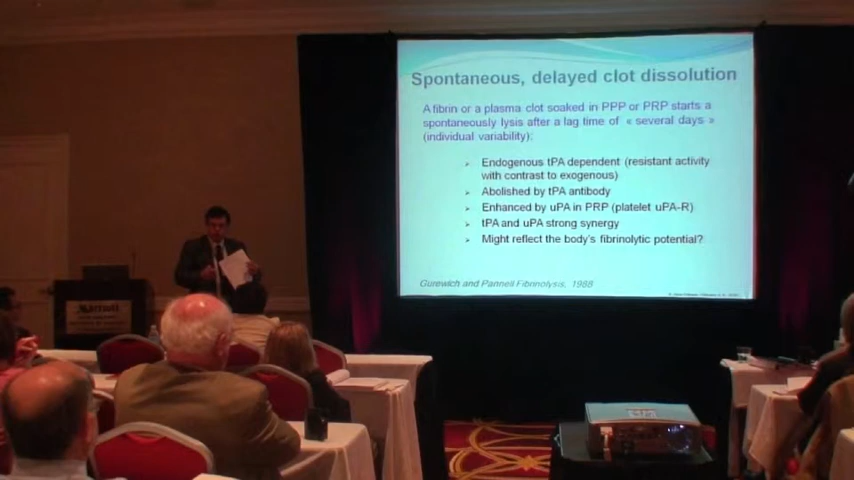 Spontaneous, delayed clot dissolution
A fibrin or a plasma clot soaked in PPP or PRP starts a
spontaneously lysis after a lag time of « several days »
(individual variability):
Endogenous tPA dependent (resistant activity
with contrast to exogenous)
Abolished by tPA antibody
Enhanced by uPA in PRP (platelet uPA-R)
tPA and uPA strong synergy
Might reflect the body's fibrinolytic potential?
Gurewich and Pannell Fibrinolysis, 1988
Marriott